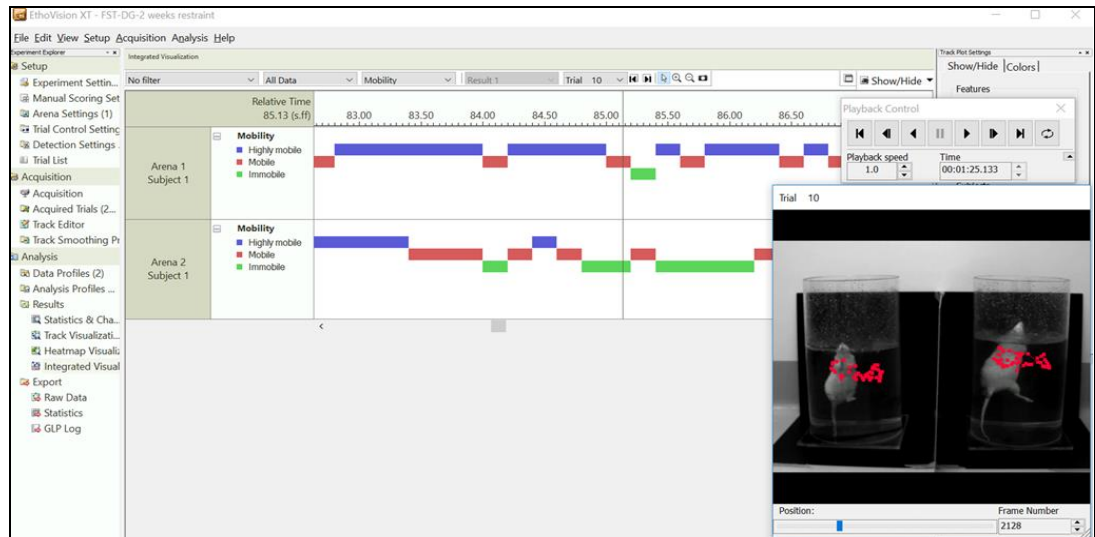 EthoVision XT - FST-DG-2 weeks restraint
File Edit View Setup Acquisition Analysis Help
Experiment Explorer
Setup
Experiment Settin...
Manual Scoring Set
Arena Settings (1)
Trial Control Setting
Detection Settings .
Trial List
Acquisition
Acquisition
Acquired Trials (2...
Track Editor
Track Smoothing Pr
Analysis
Data Profiles (2)
Analysis Profiles ...
Results
Statistics & Cha...
Track Visualizati...
Heatmap Visualiz
Integrated Visual
Export
Raw Data
Statistics
GLP Log
Integrated Visualization
No filter All Data Mobility Result 1 Trial 10 Show/Hide
Relative Time
85.13 (s.ff)
83.00 83.50 84.00 84.50 85.00 85.50 86.00 86.50
Arena 1
Subject 1
Mobility
Highly mobile
Mobile
Immobile
Arena 2
Subject 1
Mobility
Highly mobile
Mobile
Immobile
Track Plot Settings
Show/Hide Colors
Features
Playback Control
Playback speed Time
1.0 00:01:25.133
Trial 10
Position: Frame Number
2128